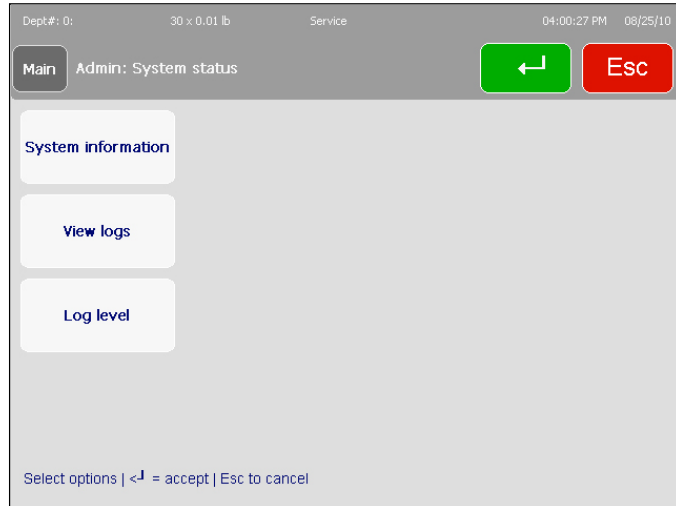 Dept#: 0: 30 x 0.01 lb Service 04:00:27 PM 08/25/10
Main Admin: System status ↵ Esc
System information
View logs
Log level
Select options | <┘ = accept | Esc to cancel